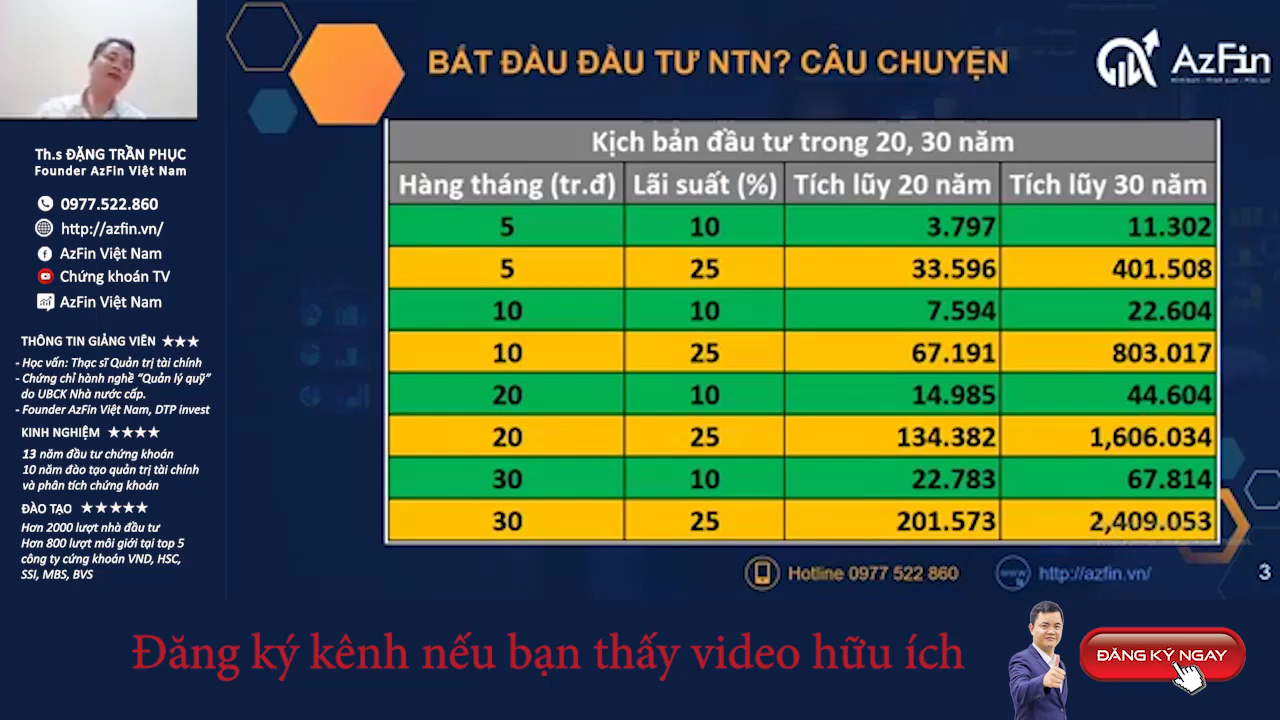 BẮT ĐẦU ĐẦU TƯ NTN? CÂU CHUYỆN
AzFin
Th.s ĐẶNG TRẦN PHỤC
Founder AzFin Việt Nam
0977.522.860
http://azfin.vn/
AzFin Việt Nam
Chứng khoán TV
AzFin Việt Nam
THÔNG TIN GIẢNG VIÊN ★★★
- Học vấn: Thạc sĩ Quản trị tài chính
- Chứng chỉ hành nghề “Quản lý quỹ”
do UBCK Nhà nước cấp.
- Founder AzFin Việt Nam, DTP invest
KINH NGHIỆM ★★★★
13 năm đầu tư chứng khoán
10 năm đào tạo quản trị tài chính
và phân tích chứng khoán
ĐÀO TẠO ★★★★★
Hơn 2000 lượt nhà đầu tư
Hơn 800 lượt môi giới tại top 5
công ty cứng khoán VND, HSC,
SSI, MBS, BVS
Kịch bản đầu tư trong 20, 30 năm
Hàng tháng (tr.đ) Lãi suất (%) Tích lũy 20 năm Tích lũy 30 năm
5 10 3.797 11.302
5 25 33.596 401.508
10 10 7.594 22.604
10 25 67.191 803.017
20 10 14.985 44.604
20 25 134.382 1,606.034
30 10 22.783 67.814
30 25 201.573 2,409.053
Hotline 0977 522 860 http://azfin.vn/ 3
Đăng ký kênh nếu bạn thấy video hữu ích
ĐĂNG KÝ NGAY